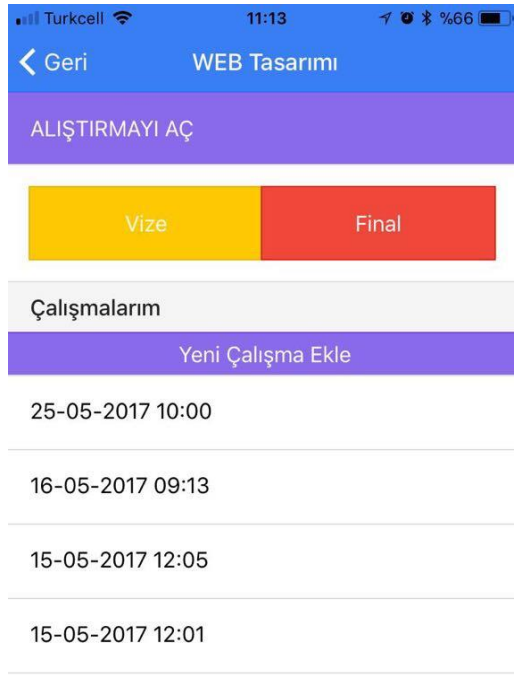 Turkcell 11:13 %66
Geri WEB Tasarımı
ALIŞTIRMAYI AÇ
Vize Final
Çalışmalarım
Yeni Çalışma Ekle
25-05-2017 10:00
16-05-2017 09:13
15-05-2017 12:05
15-05-2017 12:01